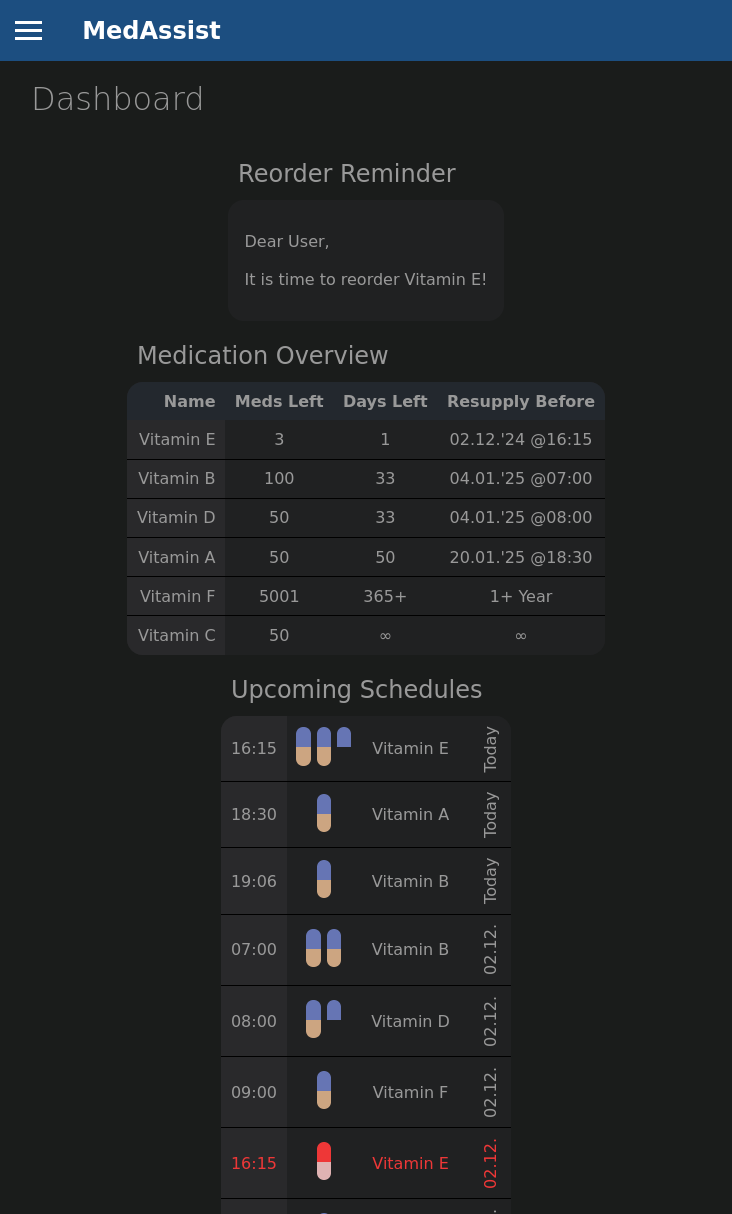 MedAssist
Dashboard
Reorder Reminder
Dear User,
It is time to reorder Vitamin E!
Medication Overview
Name Meds Left Days Left Resupply Before
Vitamin E 3 1 02.12.'24 @16:15
Vitamin B 100 33 04.01.'25 @07:00
Vitamin D 50 33 04.01.'25 @08:00
Vitamin A 50 50 20.01.'25 @18:30
Vitamin F 5001 365+ 1+ Year
Vitamin C 50 ∞ ∞
Upcoming Schedules
16:15 Vitamin E Today
18:30 Vitamin A Today
19:06 Vitamin B Today
07:00 Vitamin B 02.12.
08:00 Vitamin D 02.12.
09:00 Vitamin F 02.12.
16:15 Vitamin E 02.12.